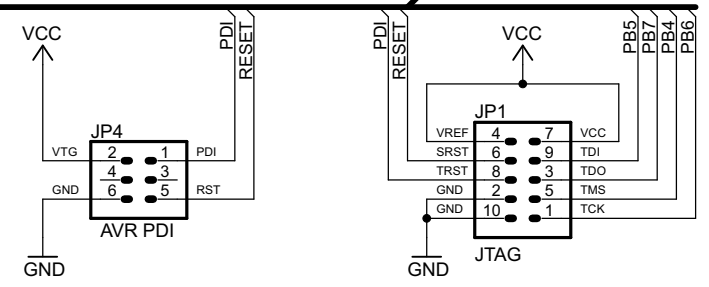 VCC
PDI
RESET
JP4
VTG 2 1 PDI
4 3
GND 6 5 RST
AVR PDI
GND
PDI
RESET
VCC
PB5
PB7
PB4
PB6
JP1
VREF 4 7 VCC
SRST 6 9 TDI
TRST 8 3 TDO
GND 2 5 TMS
GND 10 1 TCK
JTAG
GND